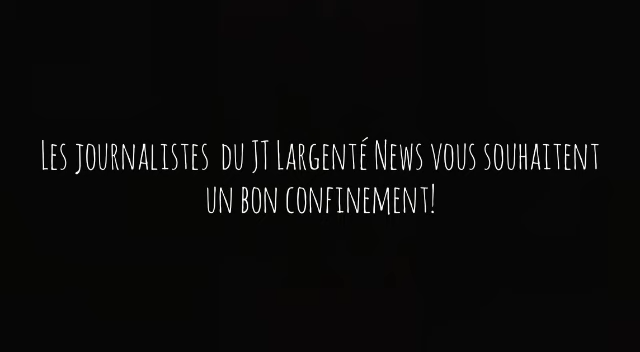 Les journalistes du JT Largenté News vous souhaitent
un bon confinement!